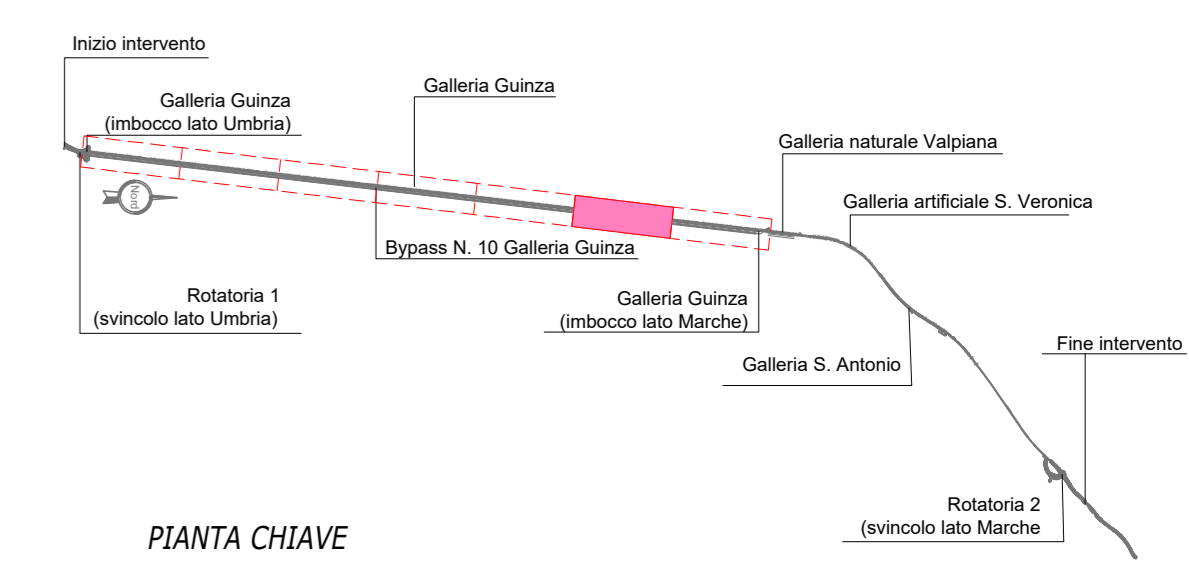 Inizio intervento
Galleria Guinza
(imbocco lato Umbria)
Galleria Guinza
Galleria naturale Valpiana
Galleria artificiale S. Veronica
Nord
Bypass N. 10 Galleria Guinza
Rotatoria 1
(svincolo lato Umbria)
Galleria Guinza
(imbocco lato Marche)
Fine intervento
Galleria S. Antonio
Rotatoria 2
(svincolo lato Marche
PIANTA CHIAVE